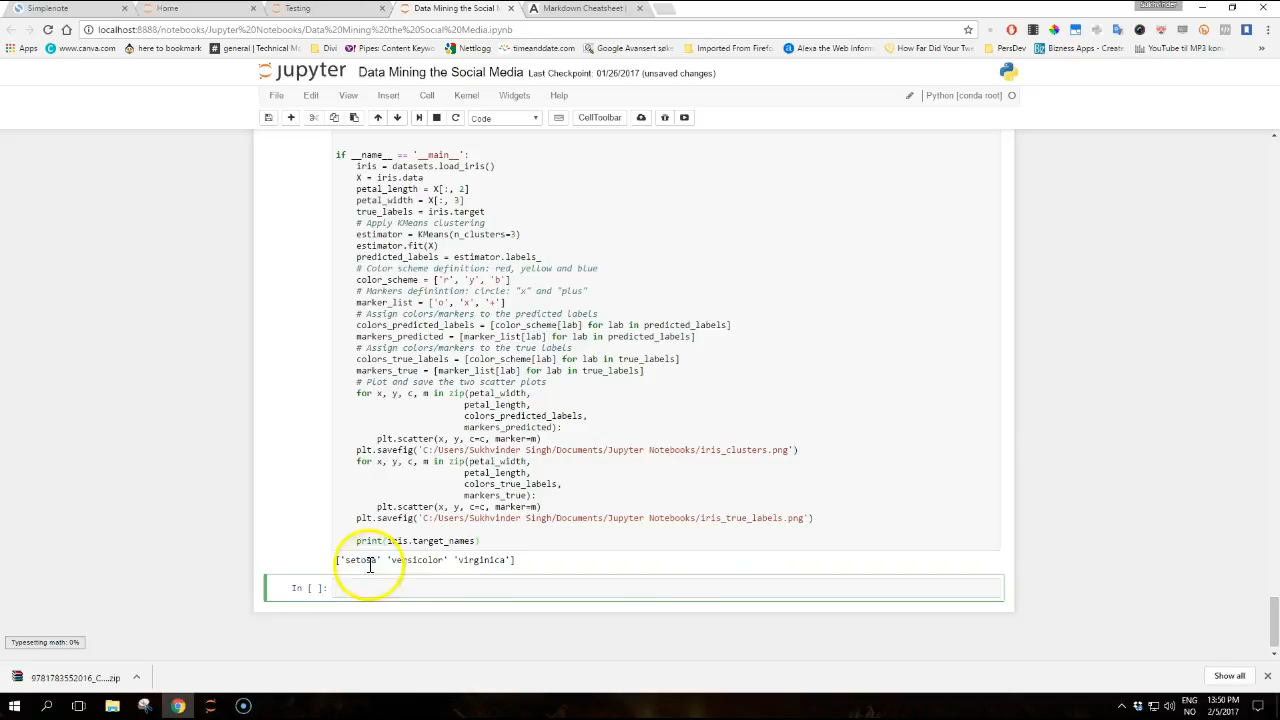 Simplenote
Home
Testing
Data Mining the Social M
Markdown Cheatsheet
Sukhvinder
localhost:8888/notebooks/Jupyter%20Notebooks/Data%20Mining%20the%20Social%20Media.ipynb
Apps
www.canva.com
here to bookmark
general | Technical Mo
Divi
Pipes: Content Keywo
Netlogg
timeanddate.com
Google Avansert søke
Imported From Firefo
Alexa the Web Inform
How Far Did Your Twe
PersDev
Bizness Apps - Create
YouTube til MP3 konv
jupyter
Data Mining the Social Media Last Checkpoint: 01/26/2017 (unsaved changes)
File Edit View Insert Cell Kernel Widgets Help
Python [conda root]
Code
CellToolbar
if __name__ == '__main__':
iris = datasets.load_iris()
X = iris.data
petal_length = X[:, 2]
petal_width = X[:, 3]
true_labels = iris.target
# Apply KMeans clustering
estimator = KMeans(n_clusters=3)
estimator.fit(X)
predicted_labels = estimator.labels_
# Color scheme definition: red, yellow and blue
color_scheme = ['r', 'y', 'b']
# Markers definintion: circle: "x" and "plus"
marker_list = ['o', 'x', '+']
# Assign colors/markers to the predicted labels
colors_predicted_labels = [color_scheme[lab] for lab in predicted_labels]
markers_predicted = [marker_list[lab] for lab in predicted_labels]
# Assign colors/markers to the true labels
colors_true_labels = [color_scheme[lab] for lab in true_labels]
markers_true = [marker_list[lab] for lab in true_labels]
# Plot and save the two scatter plots
for x, y, c, m in zip(petal_width,
petal_length,
colors_predicted_labels,
markers_predicted):
plt.scatter(x, y, c=c, marker=m)
plt.savefig('C:/Users/Sukhvinder Singh/Documents/Jupyter Notebooks/iris_clusters.png')
for x, y, c, m in zip(petal_width,
petal_length,
colors_true_labels,
markers_true):
plt.scatter(x, y, c=c, marker=m)
plt.savefig('C:/Users/Sukhvinder Singh/Documents/Jupyter Notebooks/iris_true_labels.png')
print(iris.target_names)
['setosa' 'versicolor' 'virginica']
In [ ]:
Typesetting math: 0%
9781783552016_C....zip
Show all
ENG
NO
13:50 PM
2/5/2017